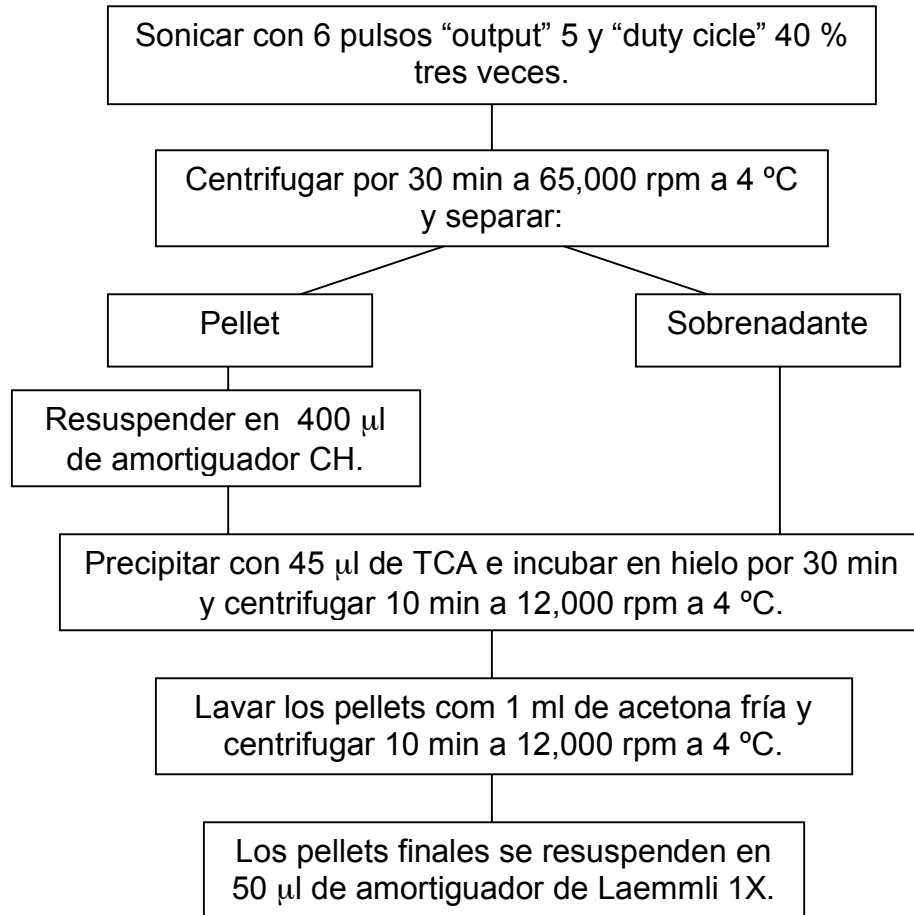 Sonicar con 6 pulsos “output” 5 y “duty cicle” 40 %
tres veces.
Centrifugar por 30 min a 65,000 rpm a 4 ºC
y separar:
Pellet
Sobrenadante
Resuspender en  400 μl
de amortiguador CH.
Precipitar con 45 μl de TCA e incubar en hielo por 30 min
y centrifugar 10 min a 12,000 rpm a 4 ºC.
Lavar los pellets com 1 ml de acetona fría y
centrifugar 10 min a 12,000 rpm a 4 ºC.
Los pellets finales se resuspenden en
50 μl de amortiguador de Laemmli 1X.